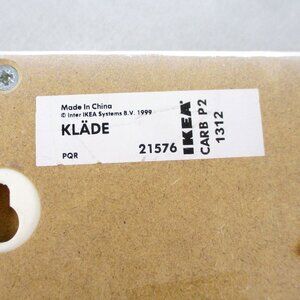 Made in China
© Inter IKEA Systems B.V. 1999
KLÄDE
PQR
21576
IKEA
CARB P2
1312